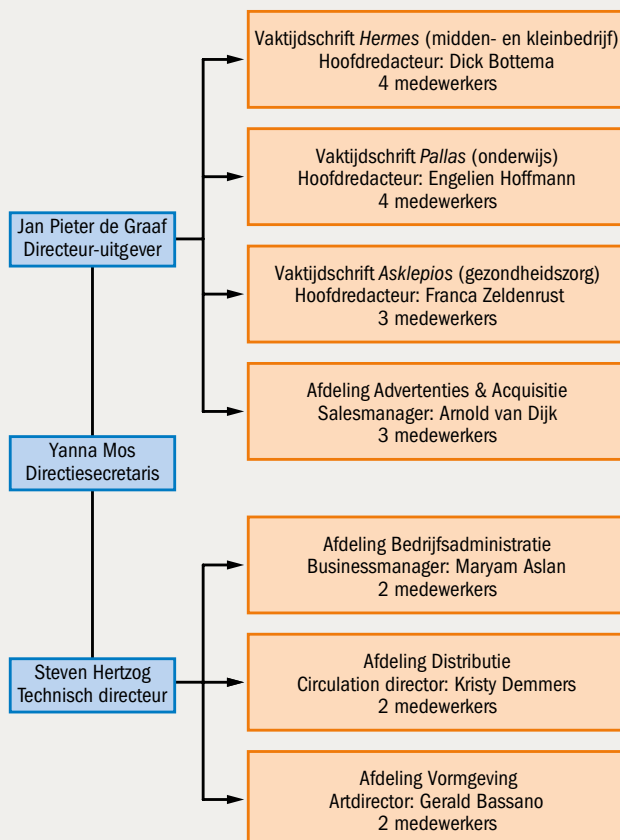 Vaktijdschrift Hermes (midden- en kleinbedrijf)
Hoofdredacteur: Dick Bottema
4 medewerkers
Vaktijdschrift Pallas (onderwijs)
Hoofdredacteur: Engelien Hoffmann
4 medewerkers
Jan Pieter de Graaf
Directeur-uitgever
Vaktijdschrift Asklepios (gezondheidszorg)
Hoofdredacteur: Franca Zeldenrust
3 medewerkers
Afdeling Advertenties & Acquisitie
Salesmanager: Arnold van Dijk
3 medewerkers
Yanna Mos
Directiesecretaris
Afdeling Bedrijfsadministratie
Businessmanager: Maryam Aslan
2 medewerkers
Steven Hertzog
Technisch directeur
Afdeling Distributie
Circulation director: Kristy Demmers
2 medewerkers
Afdeling Vormgeving
Artdirector: Gerald Bassano
2 medewerkers